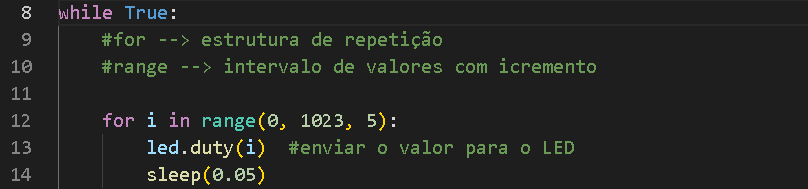 8 while True:
9     #for --> estrutura de repetição
10     #range --> intervalo de valores com icremento
11
12     for i in range(0, 1023, 5):
13         led.duty(i)  #enviar o valor para o LED
14         sleep(0.05)